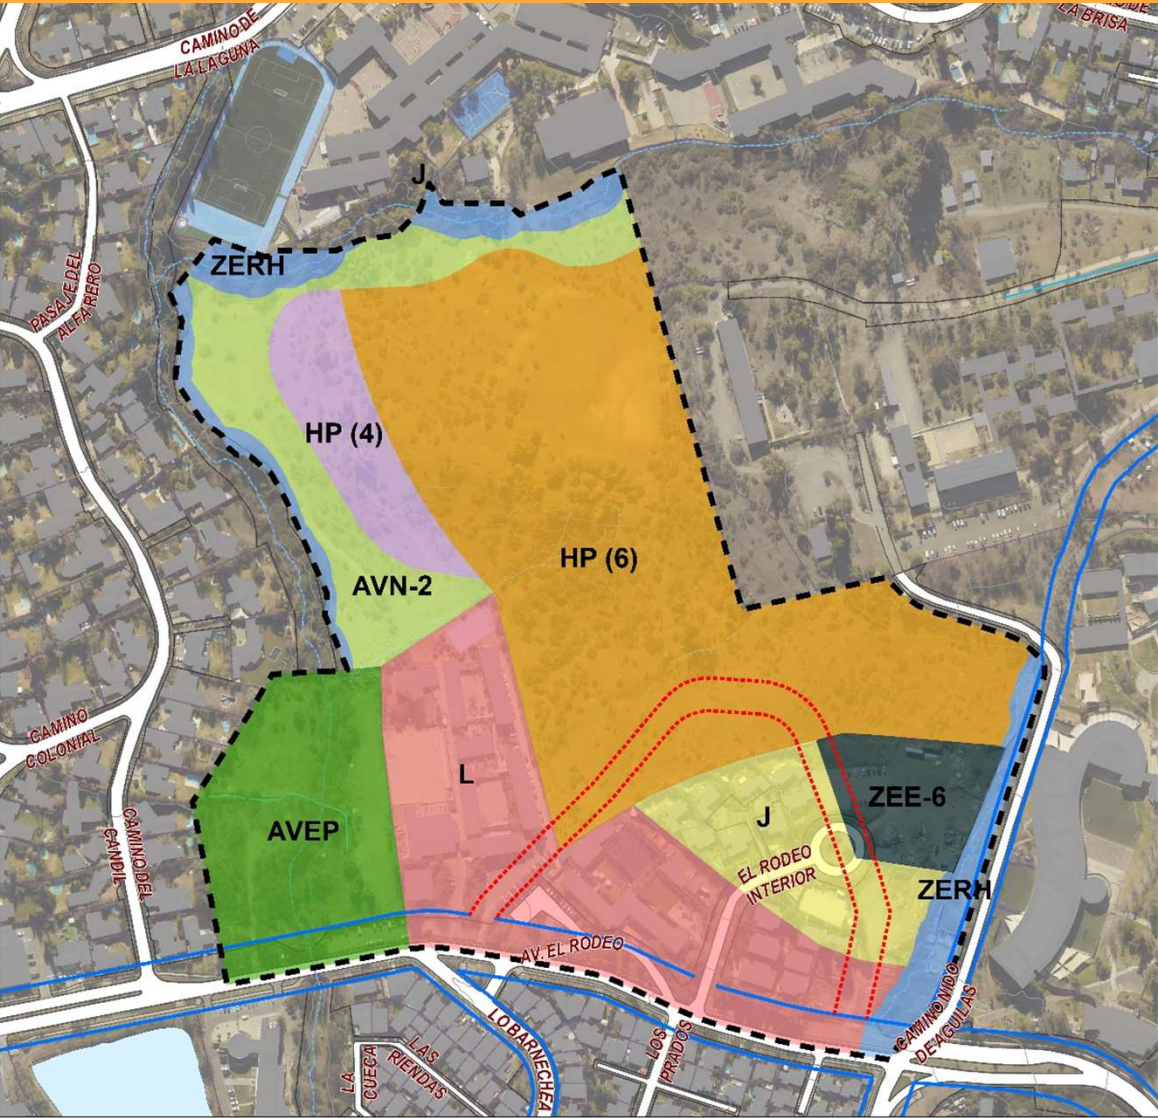 CAMINO DE
LA LAGUNA
LA BRISA
J
ZERH
PASAJE DEL
ALFARERO
HP (4)
HP (6)
AVN-2
CAMINO
COLONIAL
L
J
ZEE-6
AVEP
CAMINO DEL
CANDIL
EL RODEO
INTERIOR
ZERH
AV. EL RODEO
CAMINO NIDO
DE AGUILAS
LO BARNECHEA
LOS
PRADOS
LAS
RIENDAS
LA
CUECA